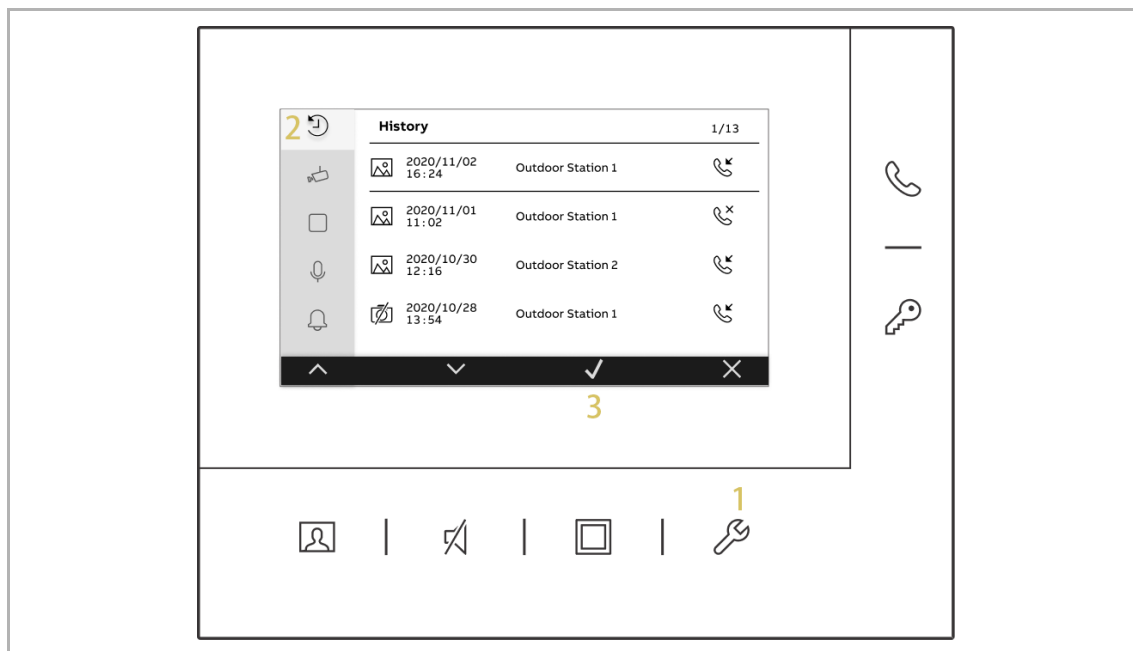 2
History 1/13
2020/11/02
16:24 Outdoor Station 1
2020/11/01
11:02 Outdoor Station 1
2020/10/30
12:16 Outdoor Station 2
2020/10/28
13:54 Outdoor Station 1
3
1